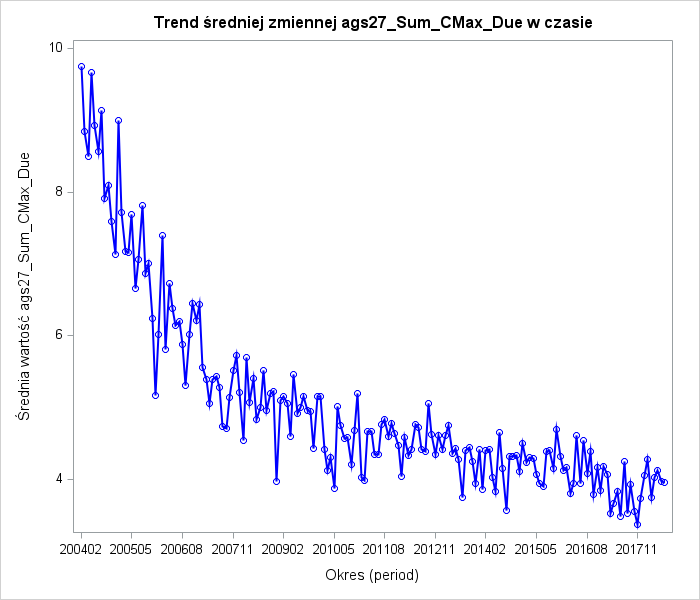 Trend średniej zmiennej ags27_Sum_CMax_Due w czasie
Średnia wartość ags27_Sum_CMax_Due
10
8
6
4
200402 200505 200608 200711 200902 201005 201108 201211 201402 201505 201608 201711
Okres (period)